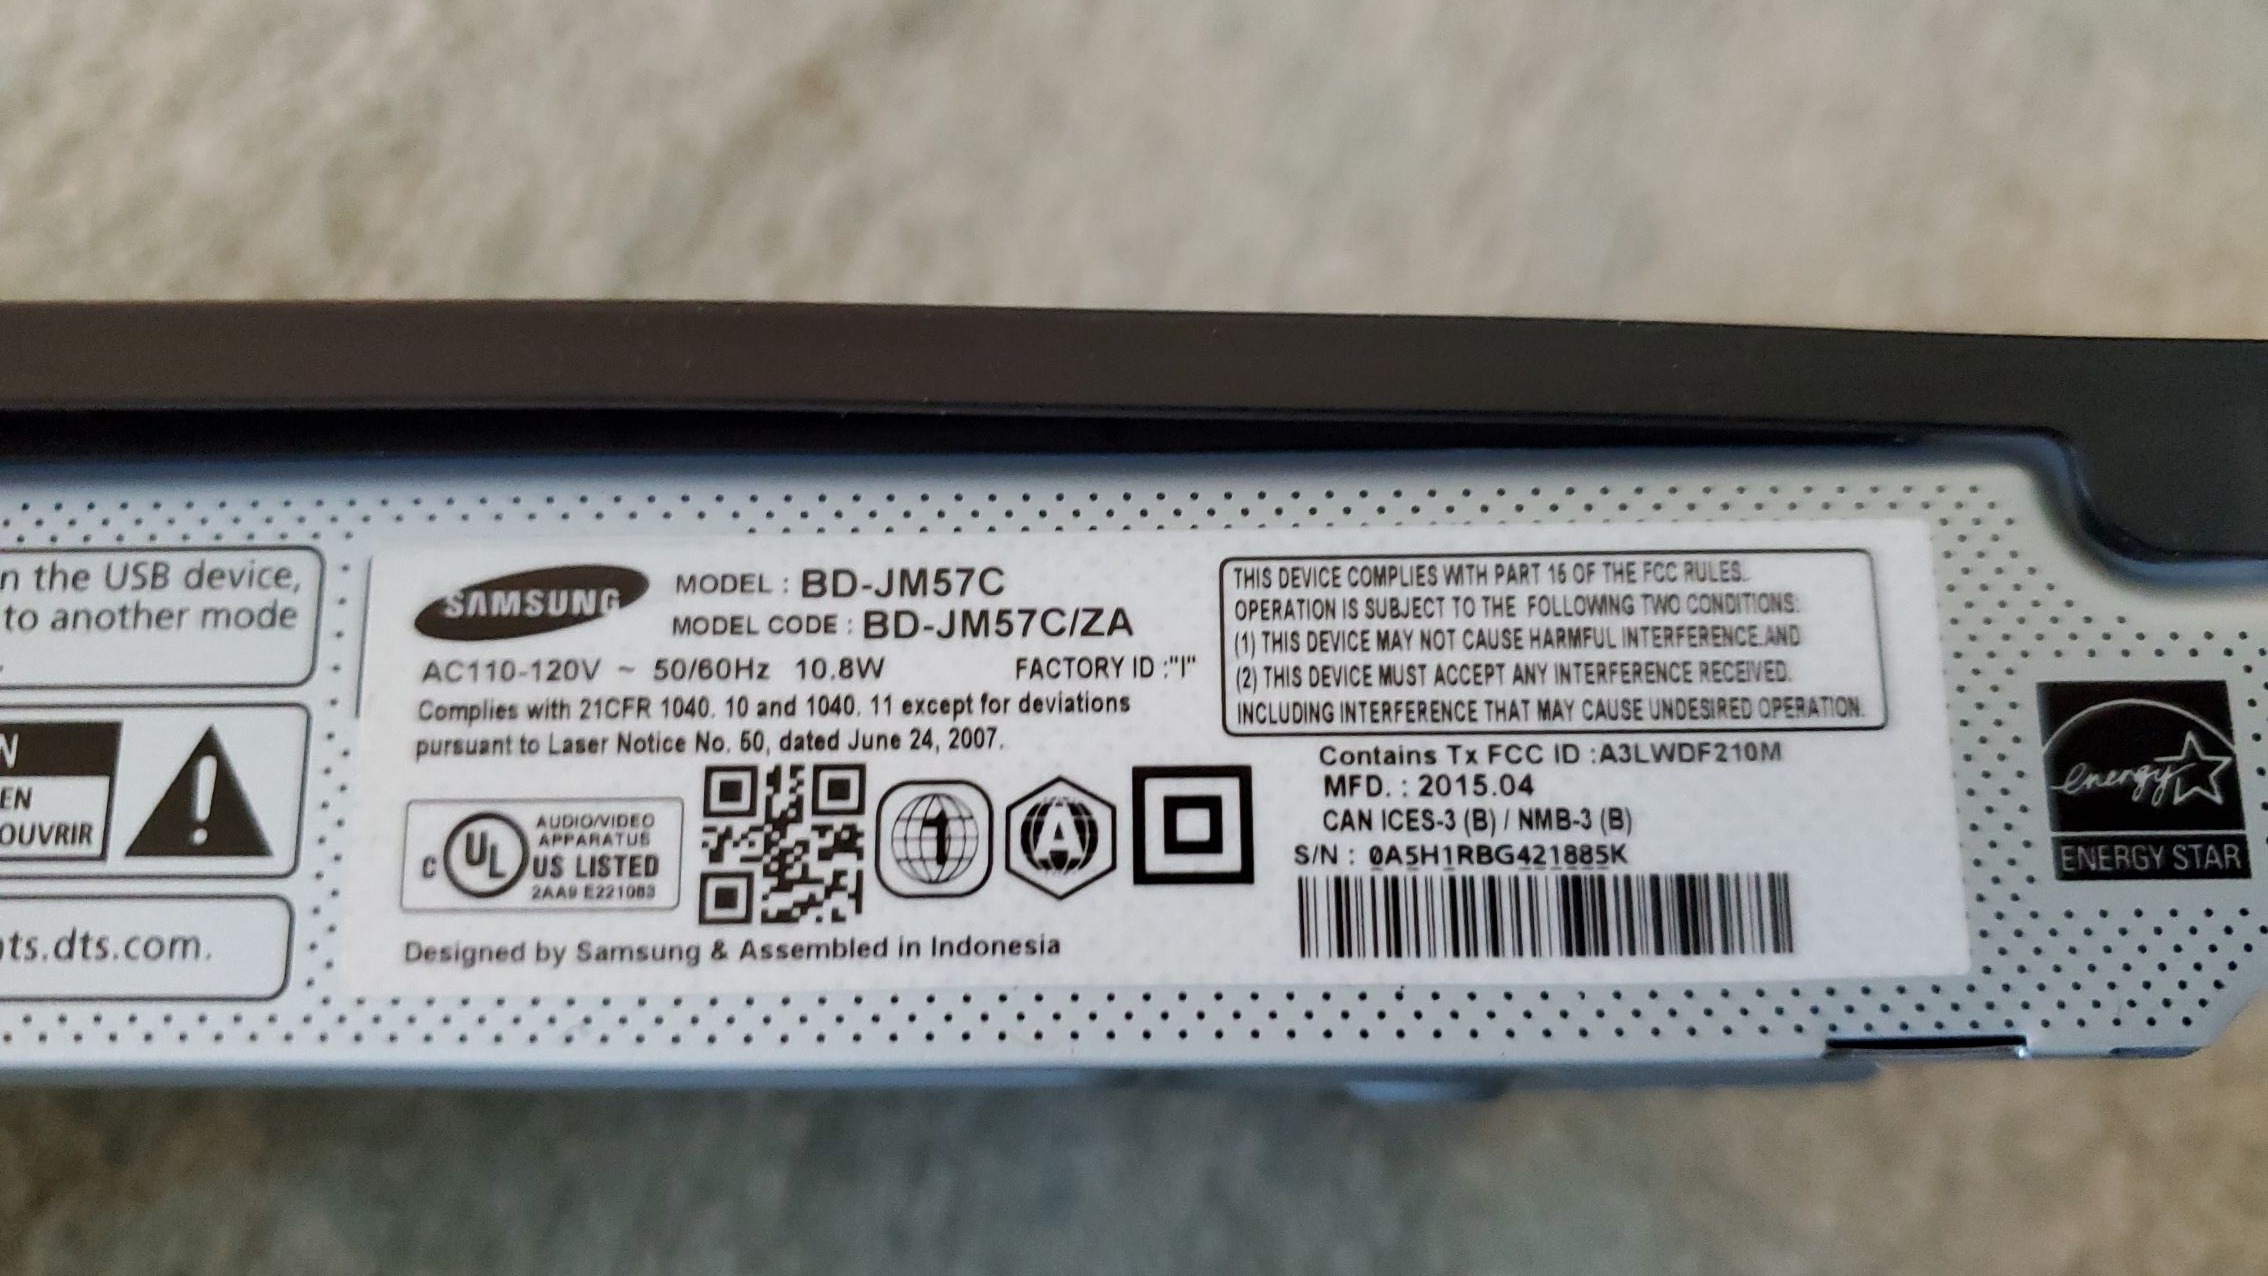 n the USB device,
to another mode
N
EN
OUVRIR
!
ts.dts.com.
SAMSUNG
MODEL : BD-JM57C
MODEL CODE : BD-JM57C/ZA
AC110-120V ~ 50/60Hz 10.8W FACTORY ID :"I"
Complies with 21CFR 1040. 10 and 1040. 11 except for deviations
pursuant to Laser Notice No. 50, dated June 24, 2007.
C UL US LISTED
AUDIO/VIDEO
APPARATUS
2AA9 E221083
1
A
Designed by Samsung & Assembled in Indonesia
THIS DEVICE COMPLIES WITH PART 15 OF THE FCC RULES.
OPERATION IS SUBJECT TO THE FOLLOWING TWO CONDITIONS:
(1) THIS DEVICE MAY NOT CAUSE HARMFUL INTERFERENCE.AND
(2) THIS DEVICE MUST ACCEPT ANY INTERFERENCE RECEIVED.
INCLUDING INTERFERENCE THAT MAY CAUSE UNDESIRED OPERATION.
Contains Tx FCC ID :A3LWDF210M
MFD. : 2015.04
CAN ICES-3 (B) / NMB-3 (B)
S/N : 0A5H1RBG421885K
energy
ENERGY STAR